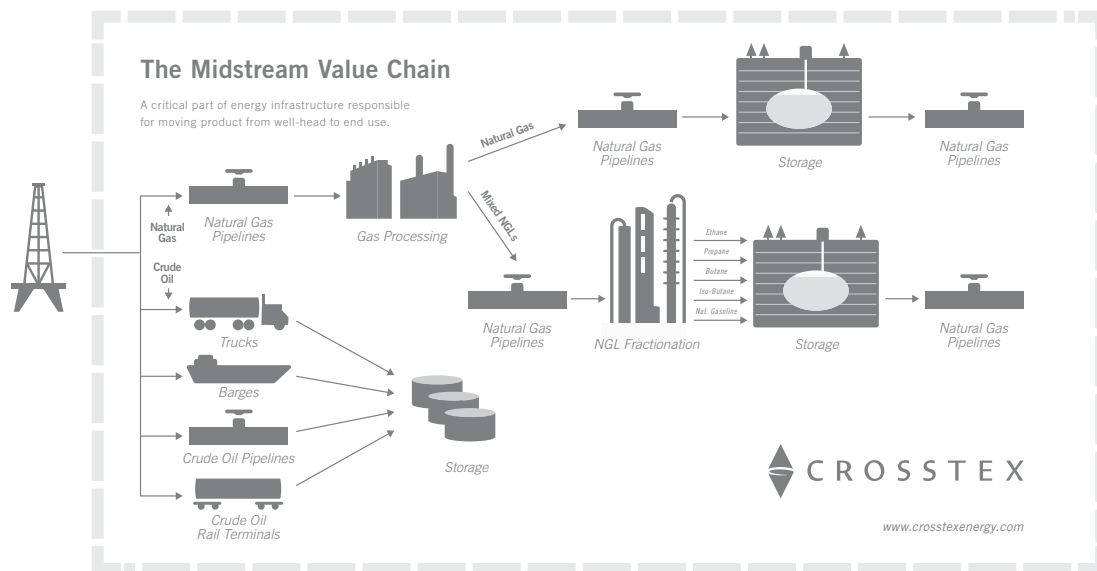 The Midstream Value Chain
A critical part of energy infrastructure responsible
for moving product from well-head to end use.
Natural Gas
Pipelines
Storage
Natural Gas
Pipelines
Natural Gas
Mixed NGLs
Natural
Gas
Natural Gas
Pipelines
Gas Processing
Crude
Oil
Ethane
Propane
Butane
Iso-Butane
Nat. Gasoline
Natural Gas
Pipelines
NGL Fractionation
Storage
Natural Gas
Pipelines
Trucks
Barges
Crude Oil Pipelines
Storage
Crude Oil
Rail Terminals
CROSSTEX
www.crosstexenergy.com